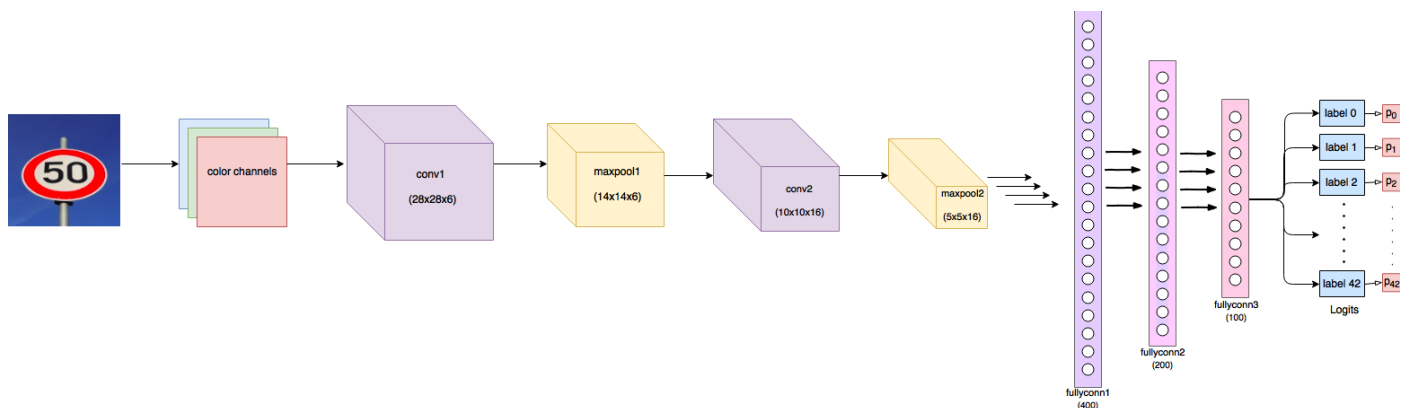 50
color channels
conv1
(28x28x6)
maxpool1
(14x14x6)
conv2
(10x10x16)
maxpool2
(5x5x16)
fullyconn1
(400)
fullyconn2
(200)
fullyconn3
(100)
label 0
p0
label 1
p1
label 2
p2
label 42
p42
Logits